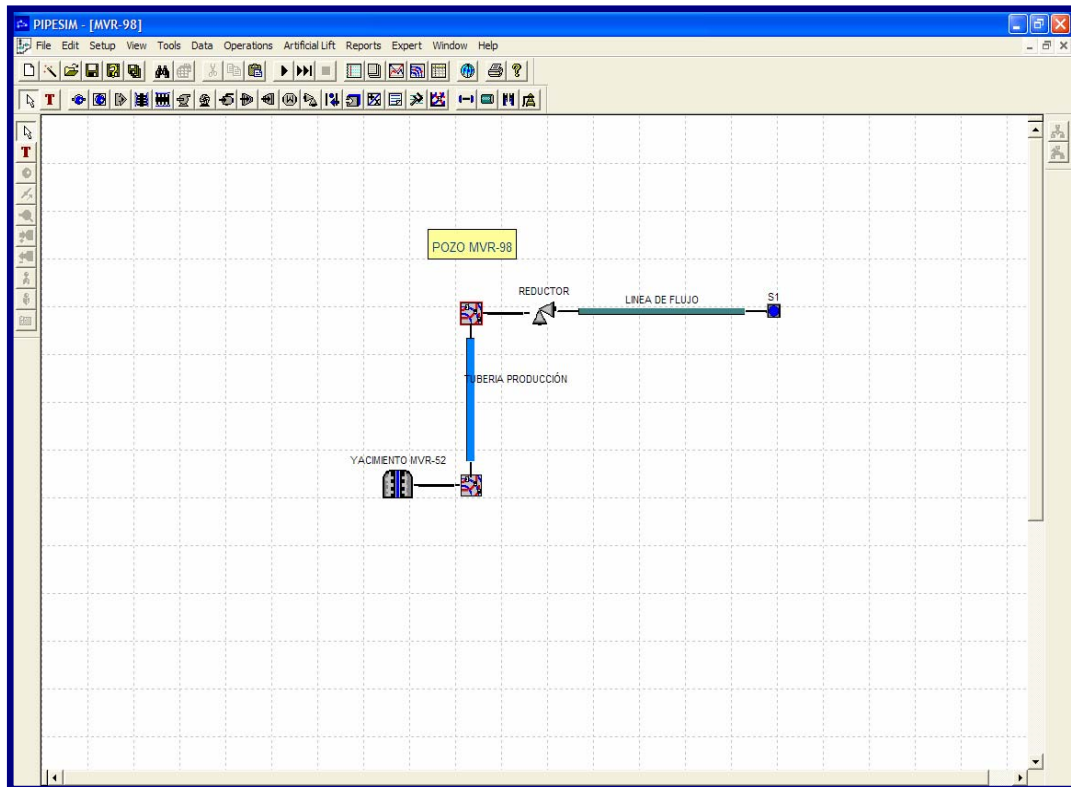 PIPESIM - [MVR-98]
File Edit Setup View Tools Data Operations Artificial Lift Reports Expert Window Help
T
T
POZO MVR-98
REDUCTOR
LINEA DE FLUJO
S1
TUBERIA PRODUCCIÓN
YACIMIENTO MVR-52